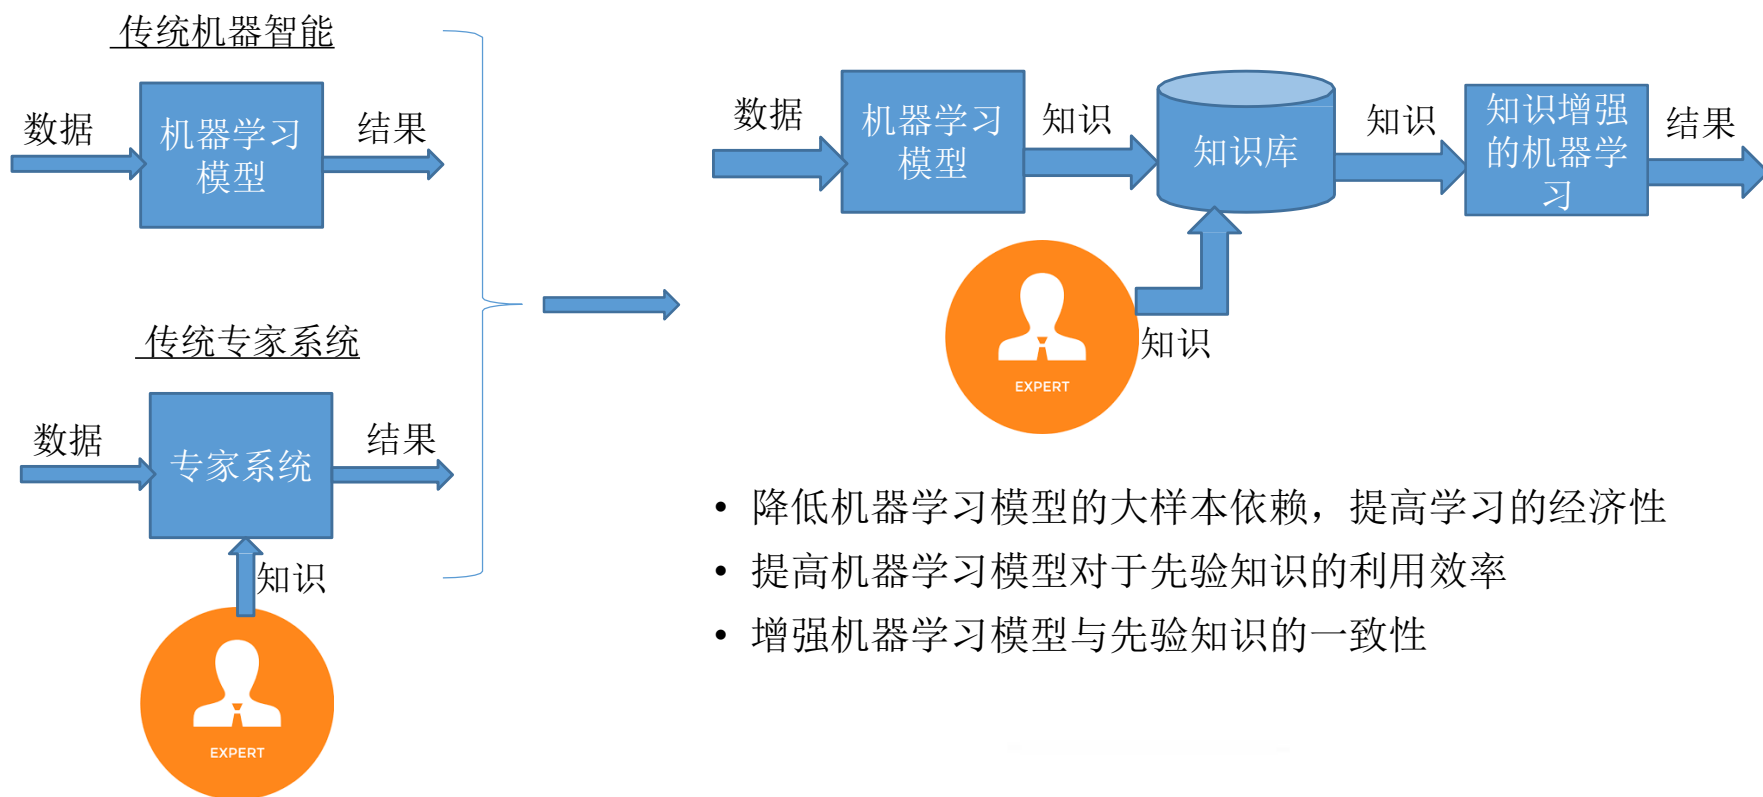 传统机器智能
数据
机器学习
模型
结果
传统专家系统
数据
专家系统
结果
知识
EXPERT
数据
机器学习
模型
知识
知识库
知识
知识增强
的机器学
习
结果
知识
EXPERT
• 降低机器学习模型的大样本依赖，提高学习的经济性
• 提高机器学习模型对于先验知识的利用效率
• 增强机器学习模型与先验知识的一致性